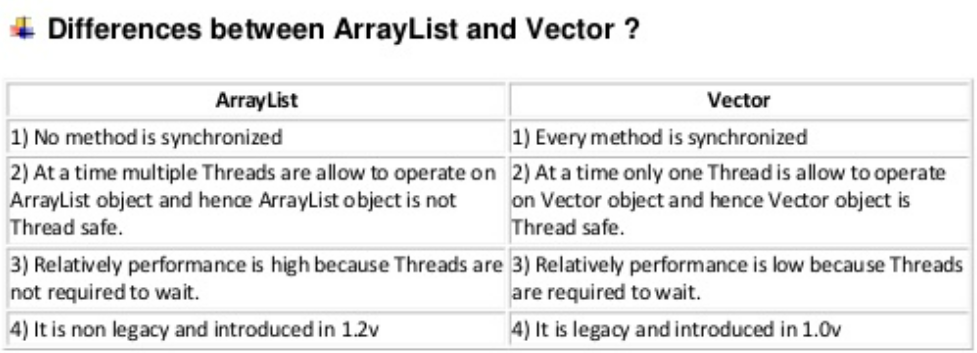 Differences between ArrayList and Vector ?
ArrayList
Vector
1) No method is synchronized
1) Every method is synchronized
2) At a time multiple Threads are allow to operate on
ArrayList object and hence ArrayList object is not
Thread safe.
2) At a time only one Thread is allow to operate
on Vector object and hence Vector object is
Thread safe.
3) Relatively performance is high because Threads are
not required to wait.
3) Relatively performance is low because Threads
are required to wait.
4) It is non legacy and introduced in 1.2v
4) It is legacy and introduced in 1.0v